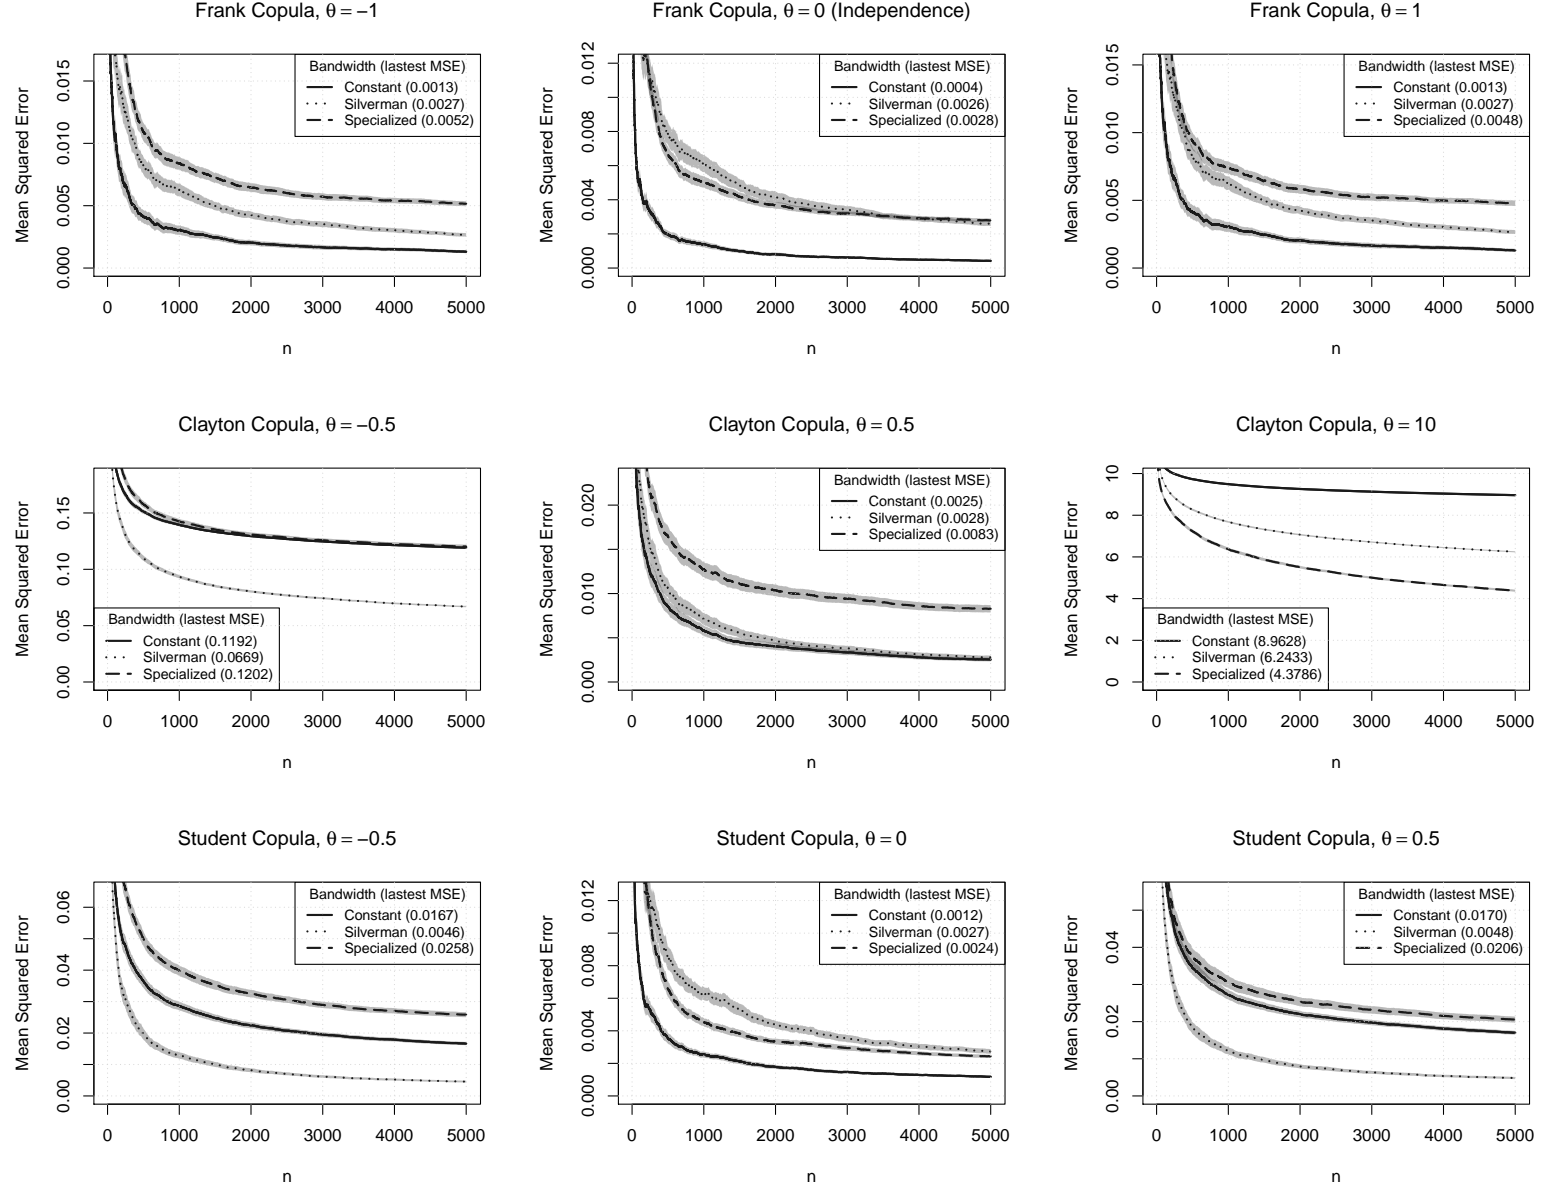 Frank Copula, θ = −1
Mean Squared Error
0.000 0.005 0.010 0.015
Bandwidth (lastest MSE)
Constant (0.0013)
Silverman (0.0027)
Specialized (0.0052)
0 1000 2000 3000 4000 5000
n
Frank Copula, θ = 0 (Independence)
Mean Squared Error
0.000 0.004 0.008 0.012
Bandwidth (lastest MSE)
Constant (0.0004)
Silverman (0.0026)
Specialized (0.0028)
0 1000 2000 3000 4000 5000
n
Frank Copula, θ = 1
Mean Squared Error
0.000 0.005 0.010 0.015
Bandwidth (lastest MSE)
Constant (0.0013)
Silverman (0.0027)
Specialized (0.0048)
0 1000 2000 3000 4000 5000
n
Clayton Copula, θ = −0.5
Mean Squared Error
0.00 0.05 0.10 0.15
Bandwidth (lastest MSE)
Constant (0.1192)
Silverman (0.0669)
Specialized (0.1202)
0 1000 2000 3000 4000 5000
n
Clayton Copula, θ = 0.5
Mean Squared Error
0.000 0.010 0.020
Bandwidth (lastest MSE)
Constant (0.0025)
Silverman (0.0028)
Specialized (0.0083)
0 1000 2000 3000 4000 5000
n
Clayton Copula, θ = 10
Mean Squared Error
0 2 4 6 8 10
Bandwidth (lastest MSE)
Constant (8.9628)
Silverman (6.2433)
Specialized (4.3786)
0 1000 2000 3000 4000 5000
n
Student Copula, θ = −0.5
Mean Squared Error
0.00 0.02 0.04 0.06
Bandwidth (lastest MSE)
Constant (0.0167)
Silverman (0.0046)
Specialized (0.0258)
0 1000 2000 3000 4000 5000
n
Student Copula, θ = 0
Mean Squared Error
0.000 0.004 0.008 0.012
Bandwidth (lastest MSE)
Constant (0.0012)
Silverman (0.0027)
Specialized (0.0024)
0 1000 2000 3000 4000 5000
n
Student Copula, θ = 0.5
Mean Squared Error
0.00 0.02 0.04
Bandwidth (lastest MSE)
Constant (0.0170)
Silverman (0.0048)
Specialized (0.0206)
0 1000 2000 3000 4000 5000
n